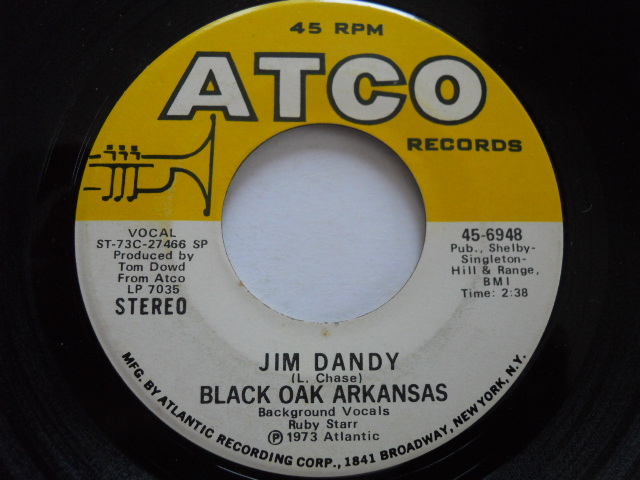 45 RPM
ATCO
RECORDS
VOCAL
ST-73C-27466 SP
Produced by
Tom Dowd
From Atco
LP 7035
STEREO
45-6948
Pub., Shelby-
Singleton-
Hill & Range,
BMI
Time: 2:38
JIM DANDY
(L. Chase)
BLACK OAK ARKANSAS
Background Vocals
Ruby Starr
Ⓟ 1973 Atlantic
MFG. BY ATLANTIC RECORDING CORP., 1841 BROADWAY, NEW YORK, N.Y.